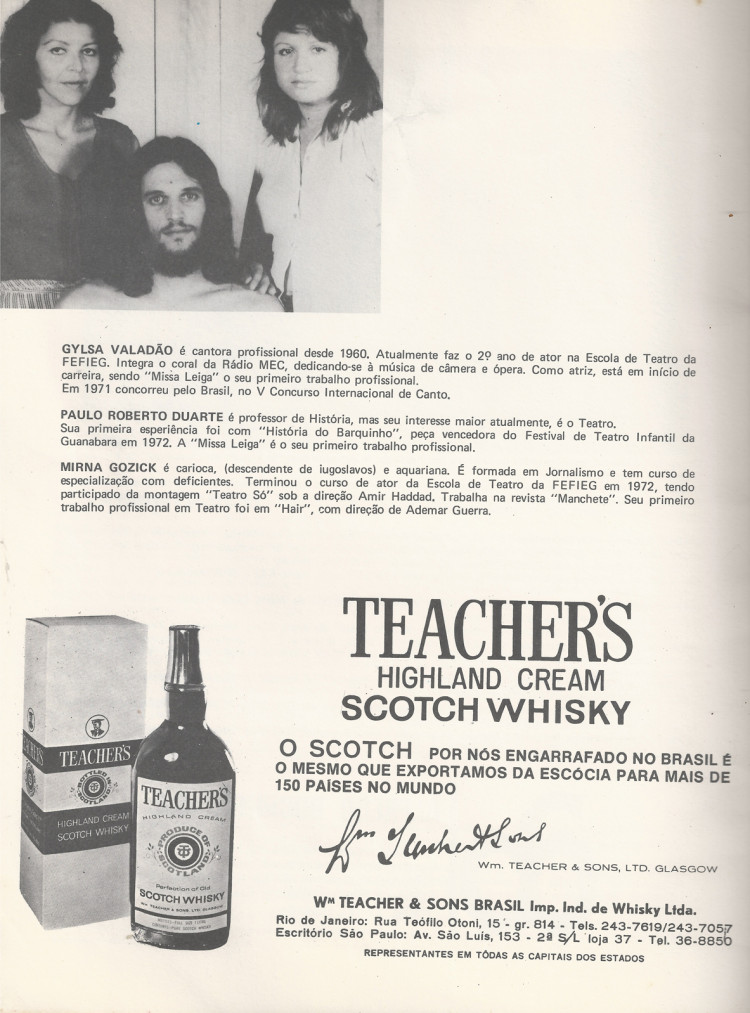 GYLSA VALADÃO é cantora profissional desde 1960. Atualmente faz o 2º ano de ator na Escola de Teatro da
FEFIEG. Integra o coral da Rádio MEC, dedicando-se à música de câmera e ópera. Como atriz, está em início de
carreira, sendo "Missa Leiga" o seu primeiro trabalho profissional.
Em 1971 concorreu pelo Brasil, no V Concurso Internacional de Canto.
PAULO ROBERTO DUARTE é professor de História, mas seu interesse maior atualmente, é o Teatro.
Sua primeira esperiência foi com "História do Barquinho", peça vencedora do Festival de Teatro Infantil da
Guanabara em 1972. A "Missa Leiga" é o seu primeiro trabalho profissional.
MIRNA GOZICK é carioca, (descendente de iugoslavos) e aquariana. É formada em Jornalismo e tem curso de
especialização com deficientes. Terminou o curso de ator da Escola de Teatro da FEFIEG em 1972, tendo
participado da montagem "Teatro Só" sob a direção Amir Haddad. Trabalha na revista "Manchete". Seu primeiro
trabalho profissional em Teatro foi em "Hair", com direção de Ademar Guerra.
TEACHER'S
HIGHLAND CREAM
SCOTCH WHISKY
O SCOTCH POR NÓS ENGARRAFADO NO BRASIL É
O MESMO QUE EXPORTAMOS DA ESCÓCIA PARA MAIS DE
150 PAÍSES NO MUNDO
Wm Teacher & Sons
Wm. TEACHER & SONS, LTD. GLASGOW
WM TEACHER & SONS BRASIL Imp. Ind. de Whisky Ltda.
Rio de Janeiro: Rua Teófilo Otoni, 15 - gr. 814 - Tels. 243-7619/243-7057
Escritório São Paulo: Av. São Luís, 153 - 2ª S/L loja 37 - Tel. 36-8850
REPRESENTANTES EM TÔDAS AS CAPITAIS DOS ESTADOS
TEACHER'S
BOTTLED IN
SCOTLAND
HIGHLAND CREAM
SCOTCH WHISKY
TEACHER'S
HIGHLAND CREAM
PRODUCE OF
SCOTLAND
Perfection of Old
SCOTCH WHISKY
WM TEACHER & SONS, LTD. GLASGOW